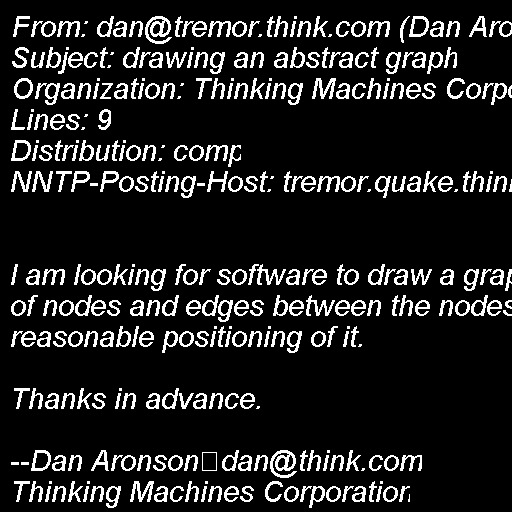 From: dan@tremor.think.com (Dan Aro
Subject: drawing an abstract graph
Organization: Thinking Machines Corp
Lines: 9
Distribution: comp
NNTP-Posting-Host: tremor.quake.thin
I am looking for software to draw a grap
of nodes and edges between the nodes
reasonable positioning of it.
Thanks in advance.
--Dan Aronson□dan@think.com
Thinking Machines Corporation